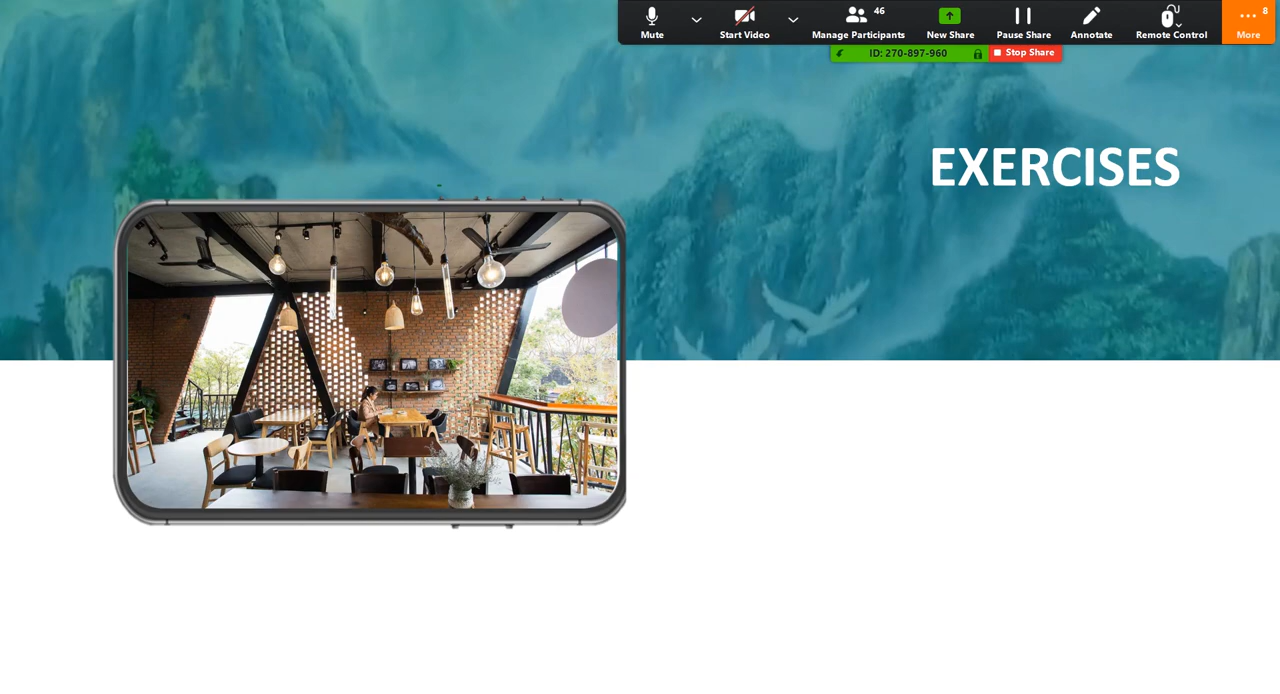 46
8
Mute
Start Video
Manage Participants
New Share
Pause Share
Annotate
Remote Control
More
ID: 270-897-960
Stop Share
EXERCISES